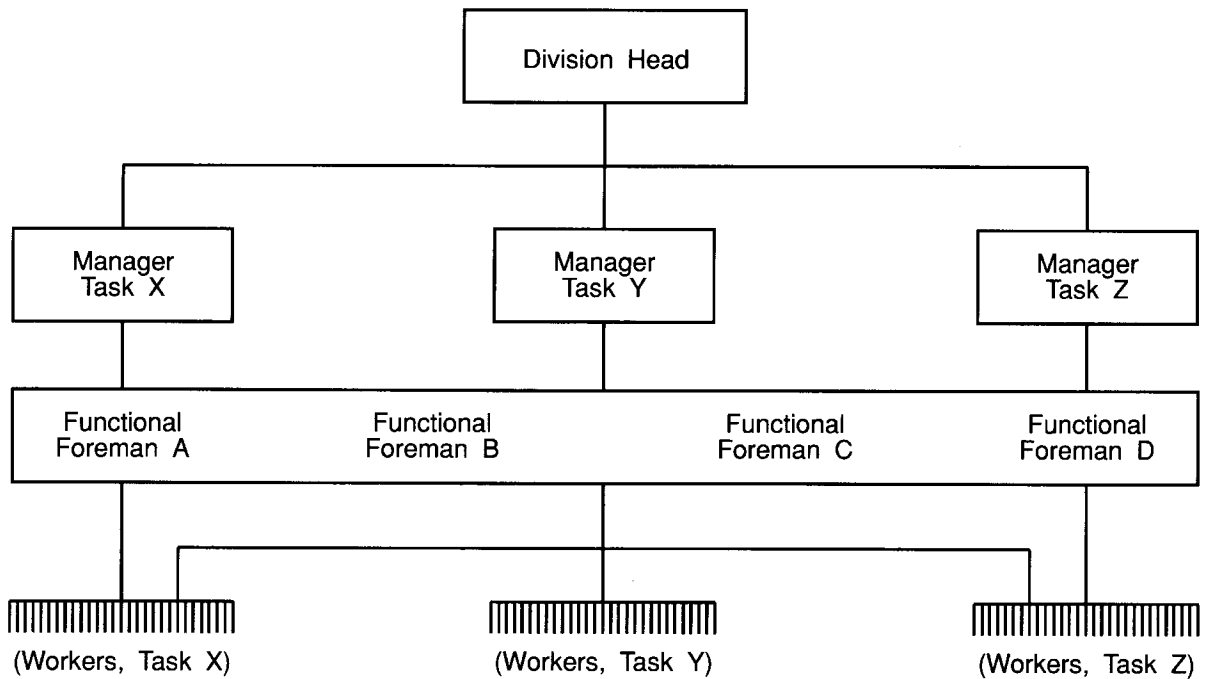 Division Head
Manager
Task X
Manager
Task Y
Manager
Task Z
Functional
Foreman A
Functional
Foreman B
Functional
Foreman C
Functional
Foreman D
(Workers, Task X)
(Workers, Task Y)
(Workers, Task Z)